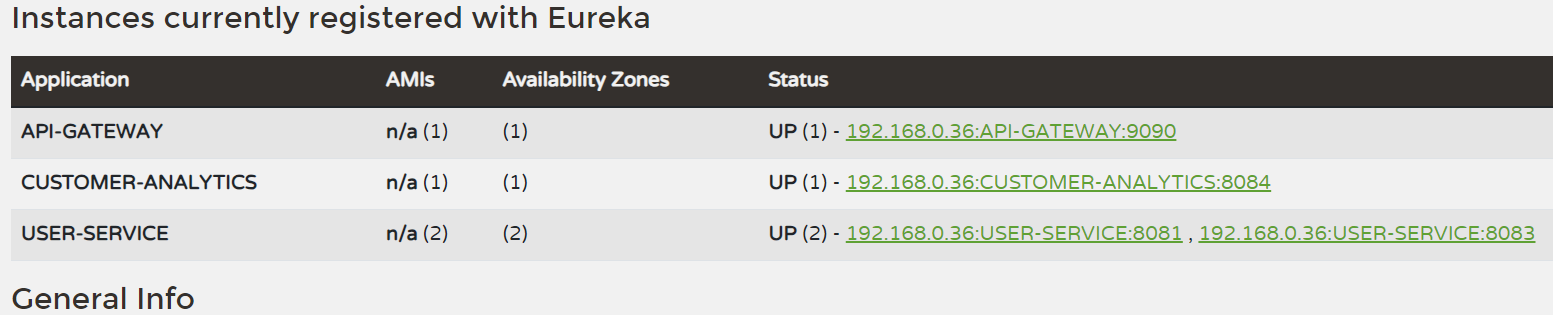 Instances currently registered with Eureka
Application AMIs Availability Zones Status
API-GATEWAY n/a (1) (1) UP (1) - 192.168.0.36:API-GATEWAY:9090
CUSTOMER-ANALYTICS n/a (1) (1) UP (1) - 192.168.0.36:CUSTOMER-ANALYTICS:8084
USER-SERVICE n/a (2) (2) UP (2) - 192.168.0.36:USER-SERVICE:8081 , 192.168.0.36:USER-SERVICE:8083
General Info